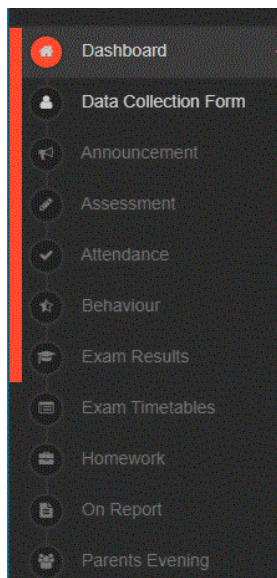 Dashboard
Data Collection Form
Announcement
Assessment
Attendance
Behaviour
Exam Results
Exam Timetables
Homework
On Report
Parents Evening